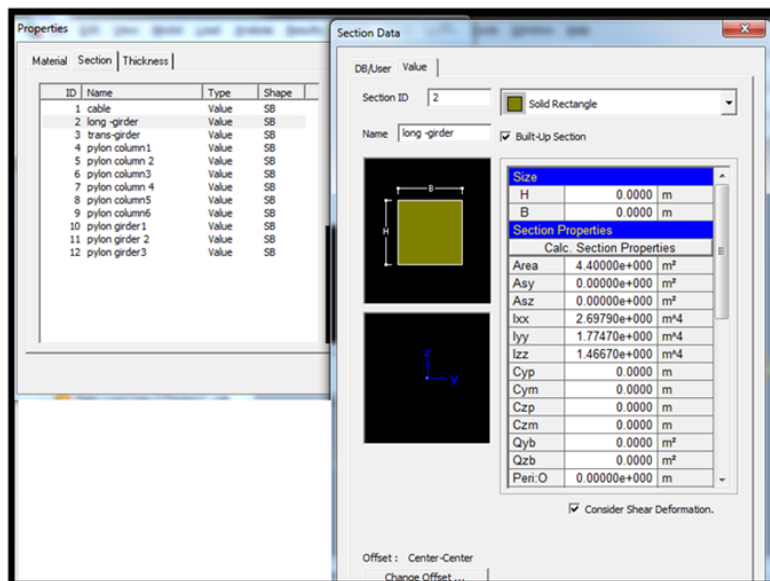 Properties
Material Section Thickness
ID Name Type Value Shape
1 cable Value SB
2 long -girder Value SB
3 trans-girder Value SB
4 pylon column1 Value SB
5 pylon column 2 Value SB
6 pylon column3 Value SB
7 pylon column 4 Value SB
8 pylon column5 Value SB
9 pylon column6 Value SB
10 pylon girder1 Value SB
11 pylon girder 2 Value SB
12 pylon girder3 Value SB
Section Data
DB/User Value
Section ID 2 Solid Rectangle
Name long -girder Built-Up Section
B
H
z
y
Size
H 0.0000 m
B 0.0000 m
Section Properties
Calc. Section Properties
Area 4.40000e+000 m²
Asy 0.00000e+000 m²
Asz 0.00000e+000 m²
Ixx 2.69790e+000 m^4
Iyy 1.77470e+000 m^4
Izz 1.46670e+000 m^4
Cyp 0.0000 m
Cym 0.0000 m
Czp 0.0000 m
Czm 0.0000 m
Qyb 0.0000 m²
Qzb 0.0000 m²
Peri:O 0.00000e+000 m
Consider Shear Deformation.
Offset : Center-Center
Change Offset ...